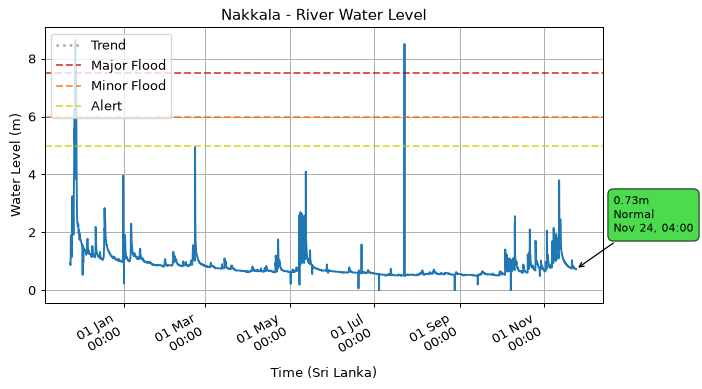 Nakkala - River Water Level
Trend
Major Flood
Minor Flood
Alert
Water Level (m)
8
6
4
2
0
0.73m
Normal
Nov 24, 04:00
01 Jan
00:00
01 Mar
00:00
01 May
00:00
01 Jul
00:00
01 Sep
00:00
01 Nov
00:00
Time (Sri Lanka)